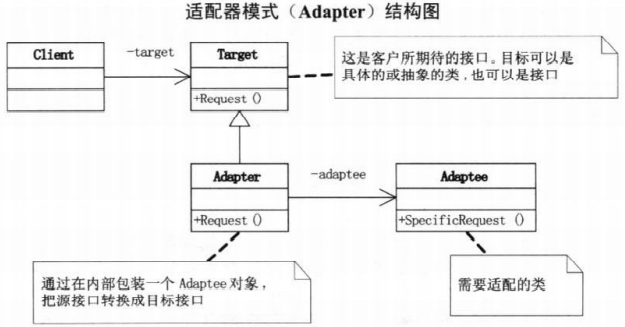 适配器模式（Adapter）结构图
Client
-target
Target
+Request ()
这是客户所期待的接口。目标可以是
具体的或抽象的类,也可以是接口
Adapter
+Request ()
-adaptee
Adaptee
+SpecificRequest ()
通过在内部包装一个 Adaptee 对象，
把源接口转换成目标接口
需要适配的类